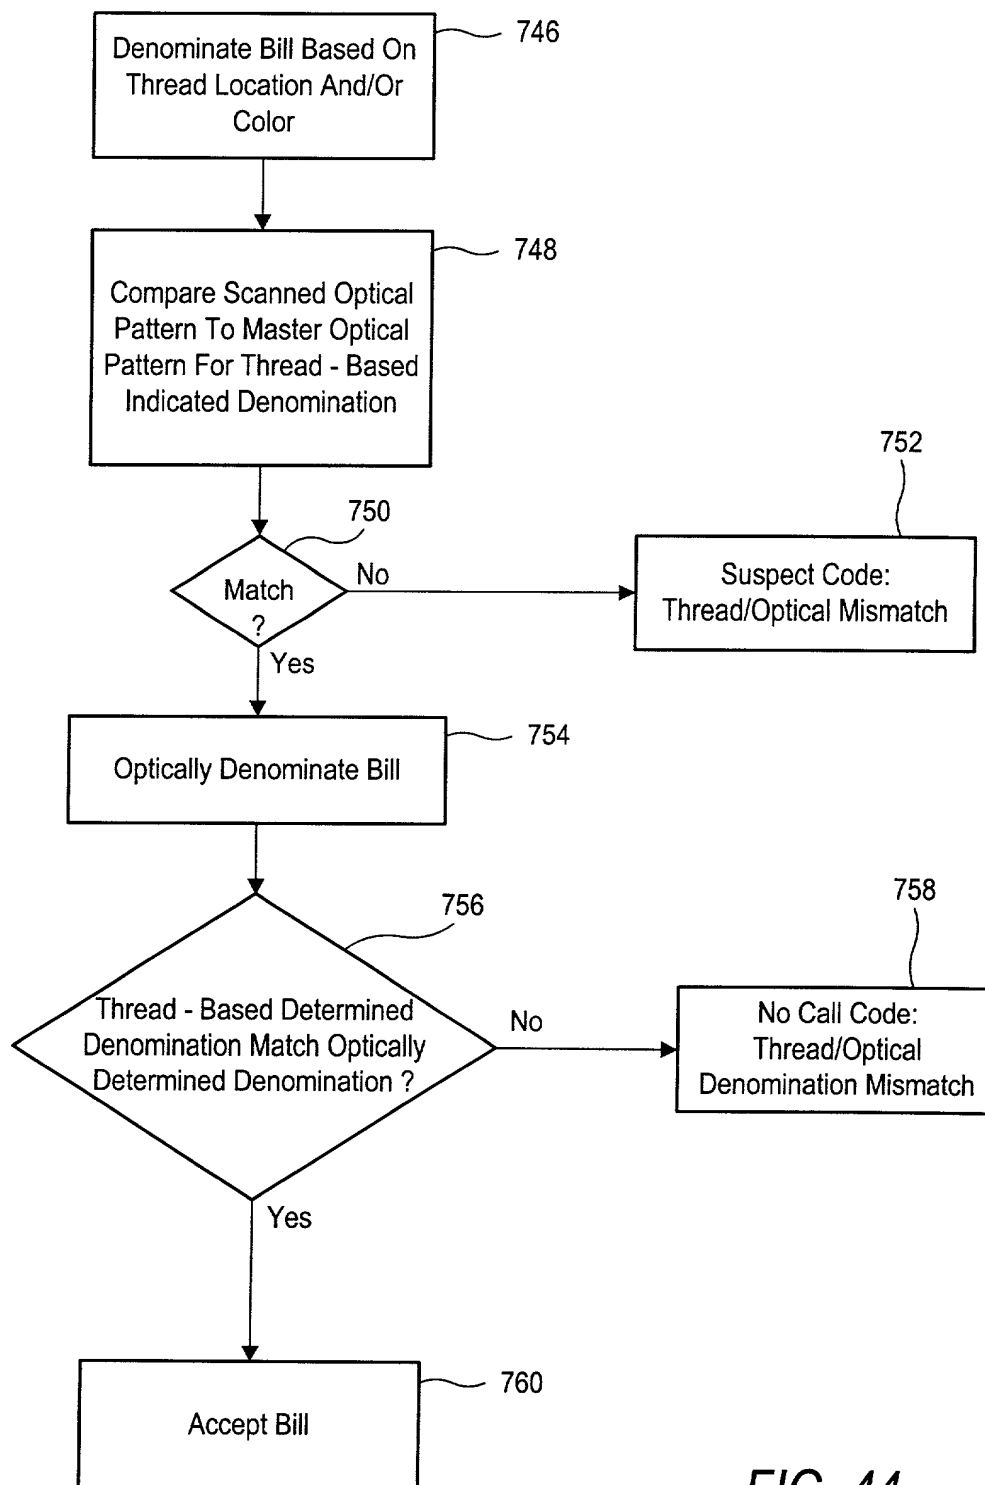 746
Denominate Bill Based On
Thread Location And/Or
Color
748
Compare Scanned Optical
Pattern To Master Optical
Pattern For Thread - Based
Indicated Denomination
750
Match
?
No
752
Suspect Code:
Thread/Optical Mismatch
Yes
754
Optically Denominate Bill
756
Thread - Based Determined
Denomination Match Optically
Determined Denomination ?
No
758
No Call Code:
Thread/Optical
Denomination Mismatch
Yes
760
Accept Bill
FIG. 44